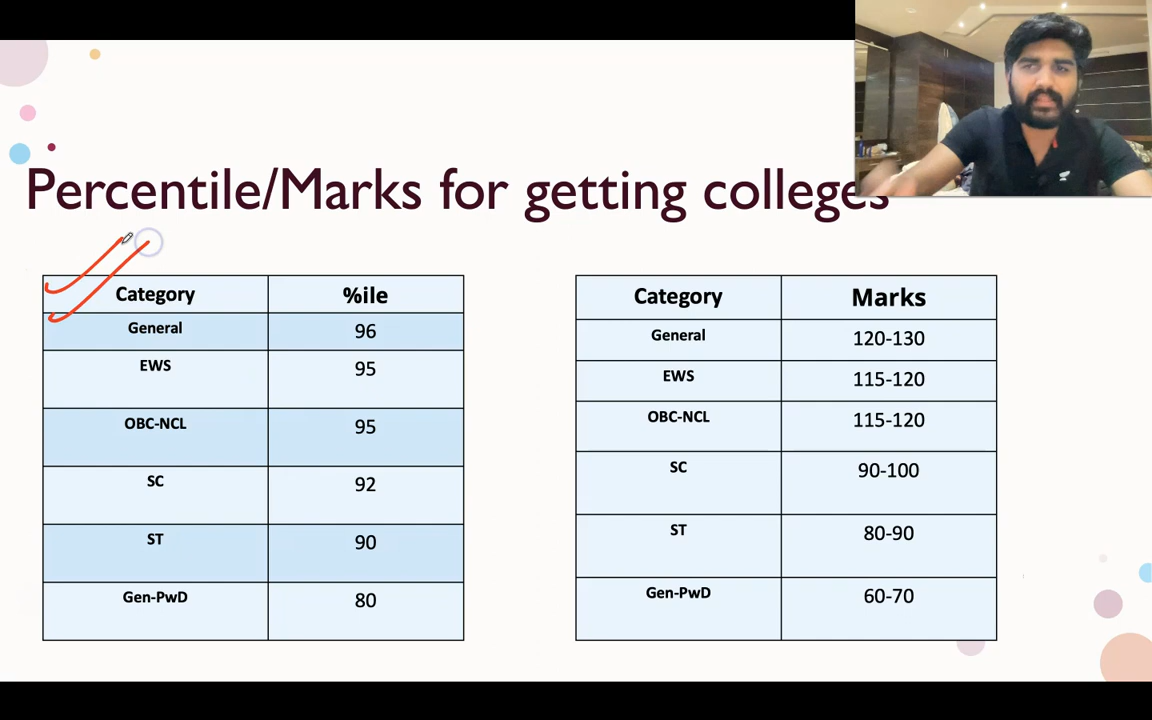 Percentile/Marks for getting colleges
Category %ile
General 96
EWS 95
OBC-NCL 95
SC 92
ST 90
Gen-PwD 80
Category Marks
General 120-130
EWS 115-120
OBC-NCL 115-120
SC 90-100
ST 80-90
Gen-PwD 60-70